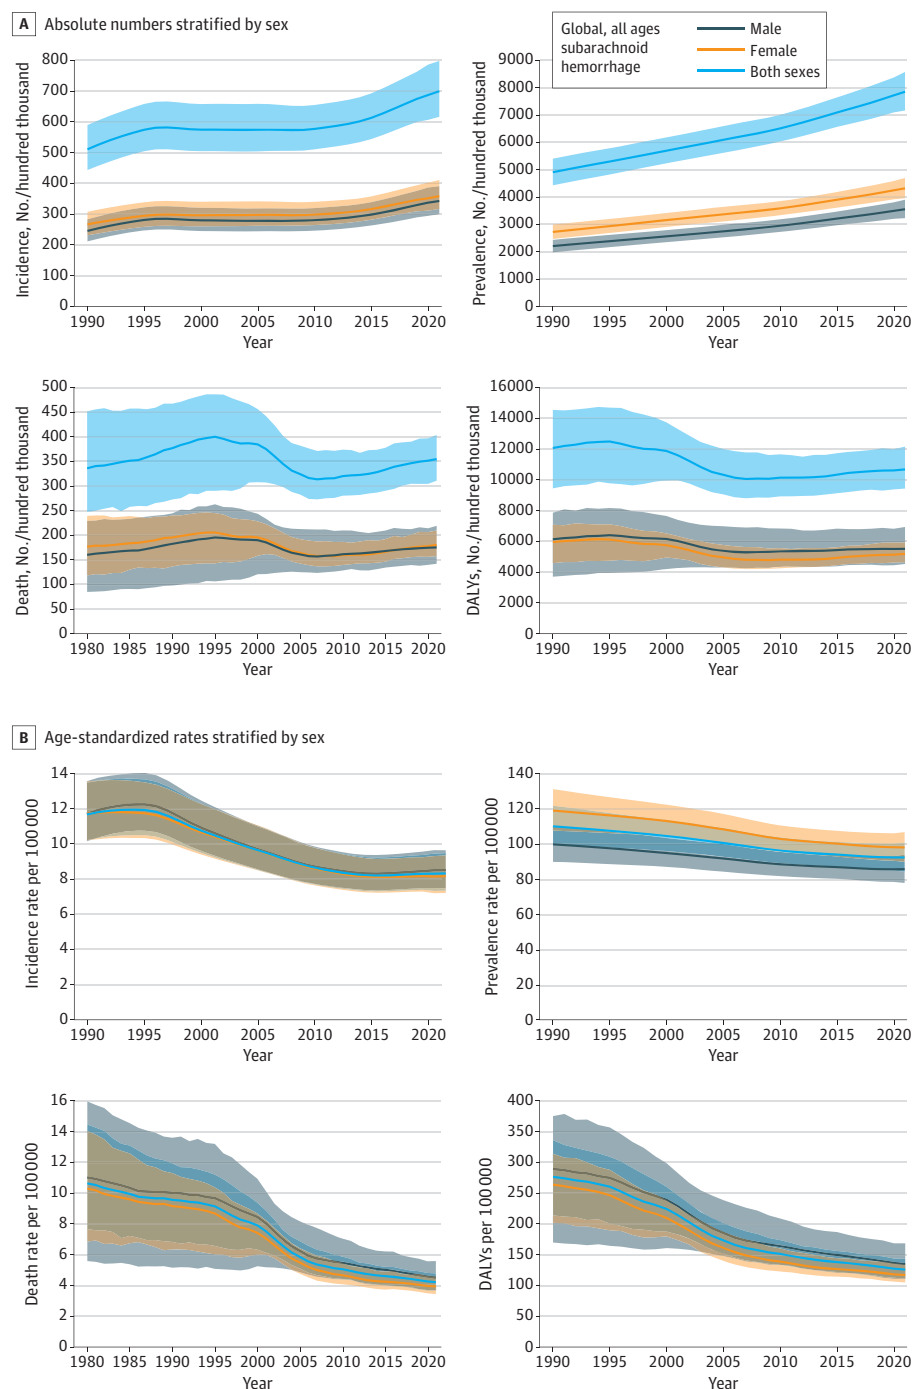 A Absolute numbers stratified by sex
Global, all ages
subarachnoid
hemorrhage
Male
Female
Both sexes
Incidence, No./hundred thousand
800
700
600
500
400
300
200
100
0
1990 1995 2000 2005 2010 2015 2020
Year
Prevalence, No./hundred thousand
9000
8000
7000
6000
5000
4000
3000
2000
1000
0
1990 1995 2000 2005 2010 2015 2020
Year
Death, No./hundred thousand
500
450
400
350
300
250
200
150
100
50
0
1980 1985 1990 1995 2000 2005 2010 2015 2020
Year
DALYs, No./hundred thousand
16000
14000
12000
10000
8000
6000
4000
2000
0
1990 1995 2000 2005 2010 2015 2020
Year
B Age-standardized rates stratified by sex
Incidence rate per 100 000
14
12
10
8
6
4
2
0
1990 1995 2000 2005 2010 2015 2020
Year
Prevalence rate per 100 000
140
120
100
80
60
40
20
0
1990 1995 2000 2005 2010 2015 2020
Year
Death rate per 100 000
16
14
12
10
8
6
4
2
0
1980 1985 1990 1995 2000 2005 2010 2015 2020
Year
DALYs per 100 000
400
350
300
250
200
150
100
50
0
1990 1995 2000 2005 2010 2015 2020
Year